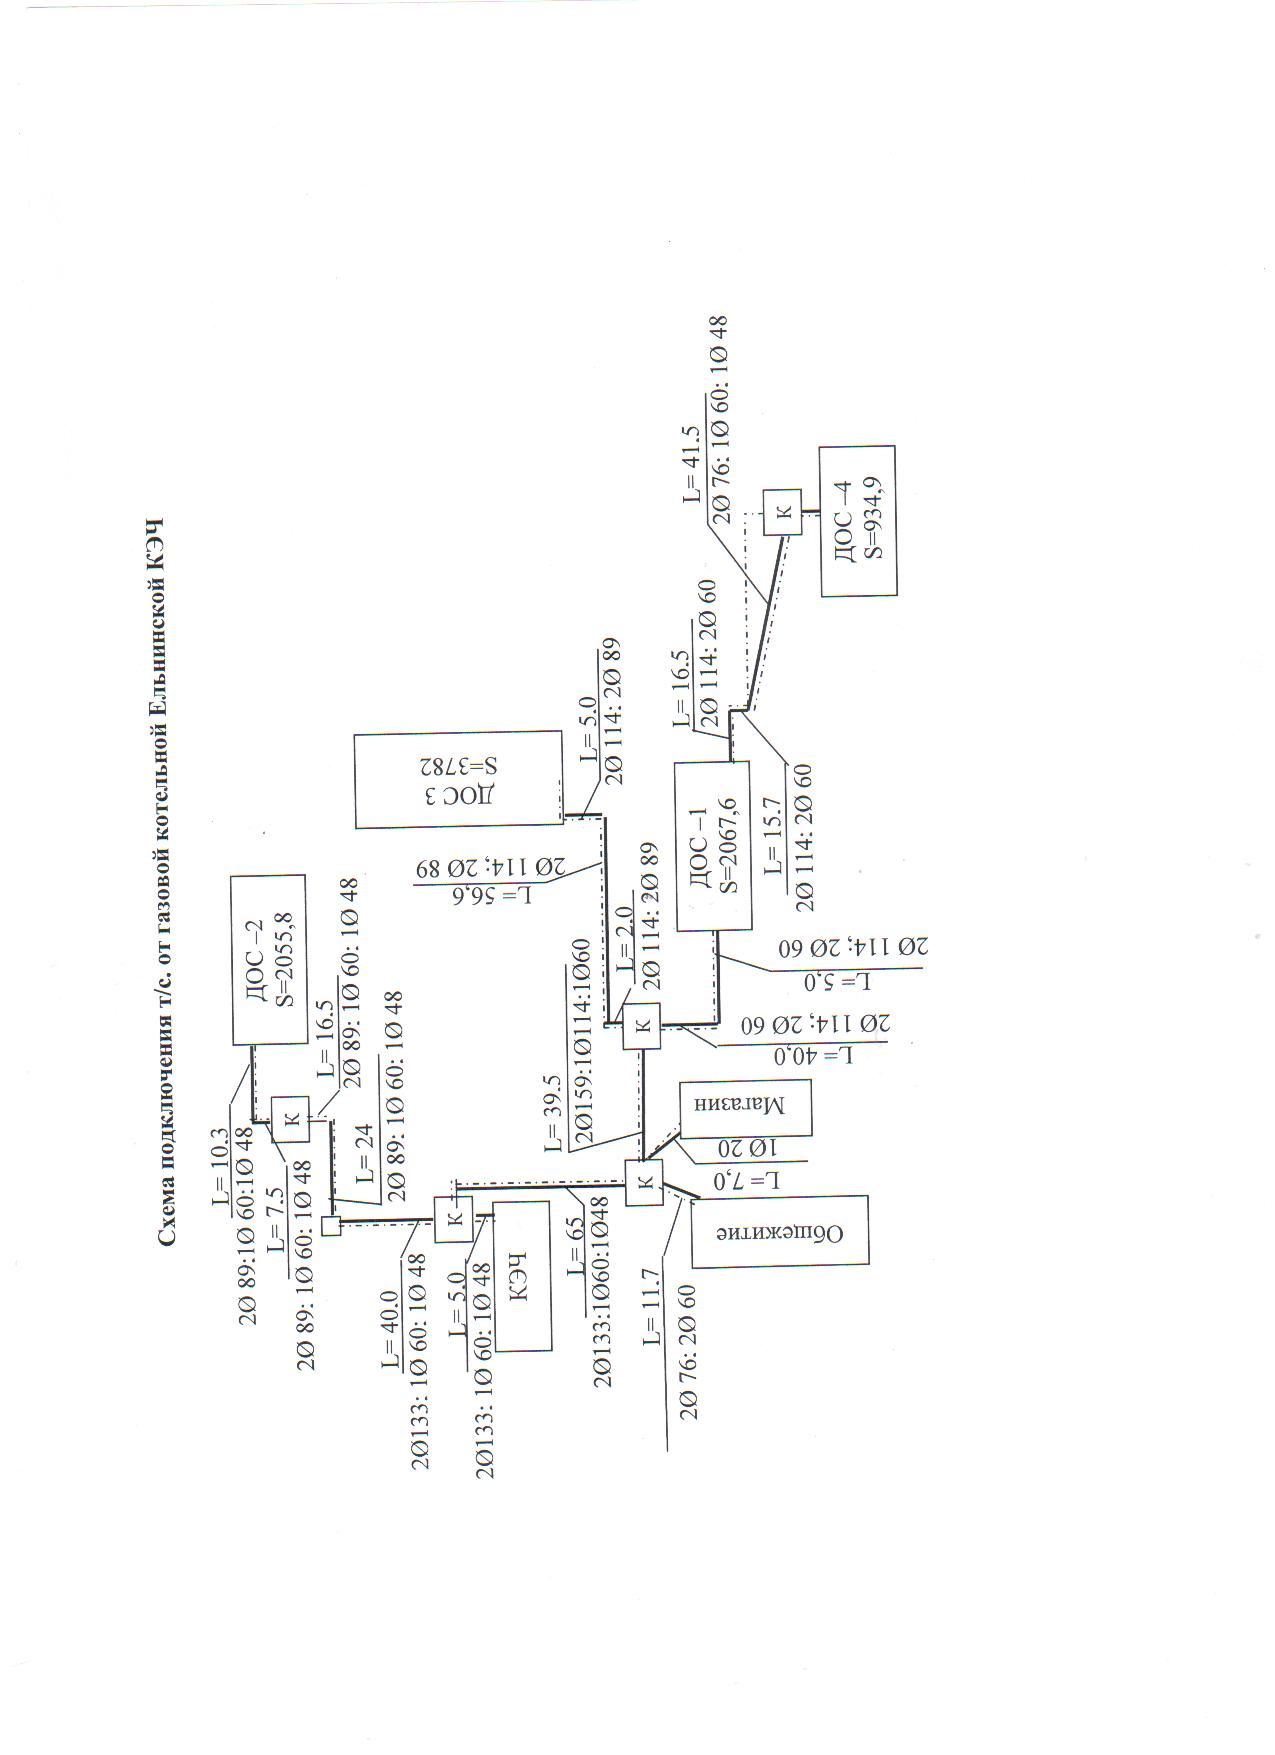 Схема подключения т/с. от газовой котельной Ельнинской КЭЧ
L= 10.3
2Ø 89:1Ø 60:1Ø 48
L= 7.5
2Ø 89: 1Ø 60: 1Ø 48
К
ДОС –2
S=2055,8
L= 16.5
2Ø 89: 1Ø 60: 1Ø 48
L= 24
2Ø 89: 1Ø 60: 1Ø 48
L= 40.0
2Ø133: 1Ø 60: 1Ø 48
К
L= 5.0
2Ø133: 1Ø 60: 1Ø 48
КЭЧ
L= 65
2Ø133:1Ø60:1Ø48
ДОС 3
S=3782
2Ø 114; 2Ø 89
L= 56,6
L= 5.0
2Ø 114: 2Ø 89
L= 39.5
2Ø159:1Ø114:1Ø60
L= 2.0
2Ø 114: 2Ø 89
К
К
L= 11.7
2Ø 76: 2Ø 60
Общежитие
Магазин
1Ø 20
L= 7,0
2Ø 114; 2Ø 60
L= 40,0
2Ø 114; 2Ø 60
L= 5,0
ДОС –1
S=2067,6
L= 16.5
2Ø 114: 2Ø 60
L= 15.7
2Ø 114: 2Ø 60
L= 41.5
2Ø 76: 1Ø 60: 1Ø 48
К
ДОС –4
S=934,9